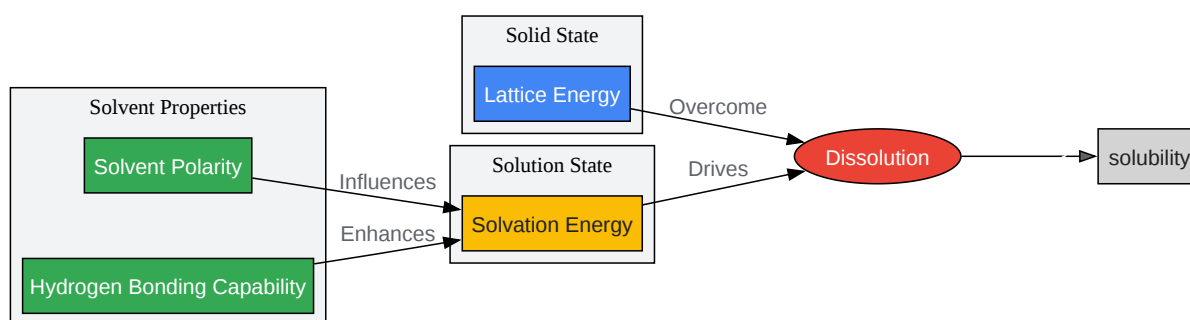 Solid State
Lattice Energy
Overcome
Solvent Properties
Solvent Polarity
Influences
Solution State
Solvation Energy
Drives
Dissolution
solubility
Enhances
Hydrogen Bonding Capability